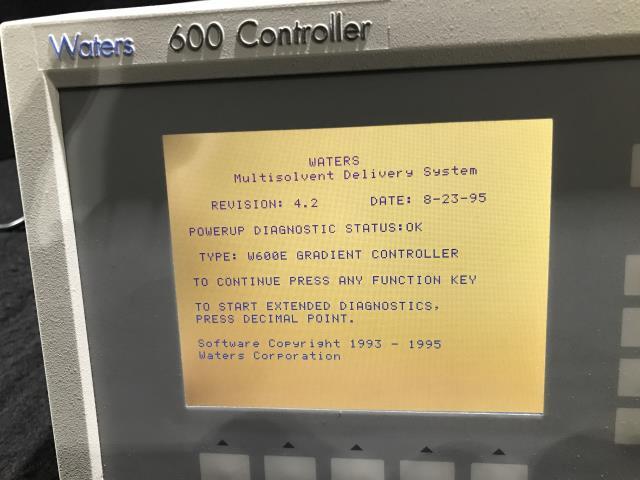 Waters 600 Controller
WATERS
Multisolvent Delivery System
REVISION: 4.2 DATE: 8-23-95
POWERUP DIAGNOSTIC STATUS:OK
TYPE: W600E GRADIENT CONTROLLER
TO CONTINUE PRESS ANY FUNCTION KEY
TO START EXTENDED DIAGNOSTICS,
PRESS DECIMAL POINT.
Software Copyright 1993 - 1995
Waters Corporation